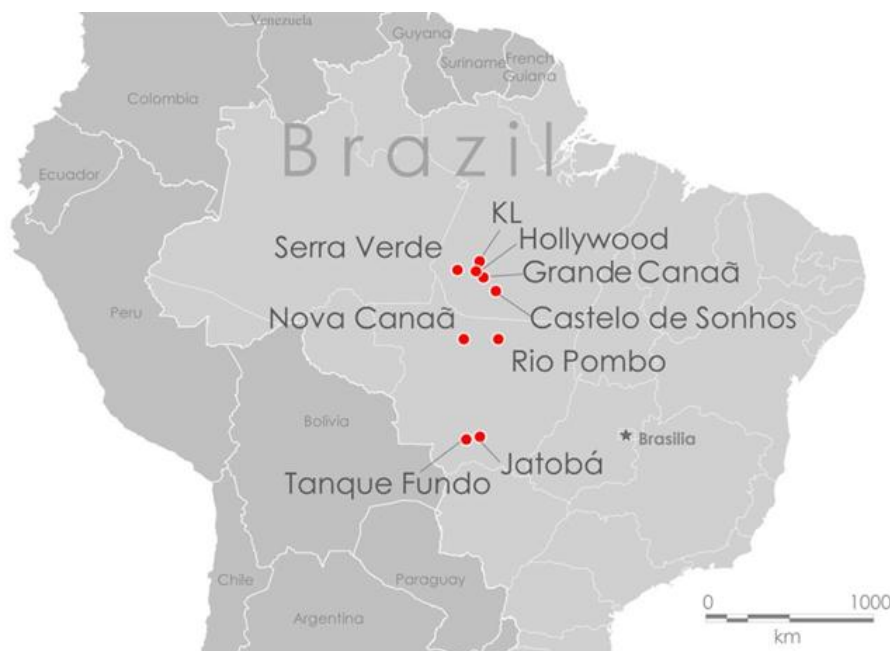 Venezuela
Guyana
Suriname
French
Guiana
Colombia
Brazil
Ecuador
KL
Serra Verde
Hollywood
Grande Canaã
Nova Canaã
Castelo de Sonhos
Peru
Rio Pombo
Bolivia
Brasilia
Jatobá
Tanque Fundo
Chile
Paraguay
Argentina
0 1000
km